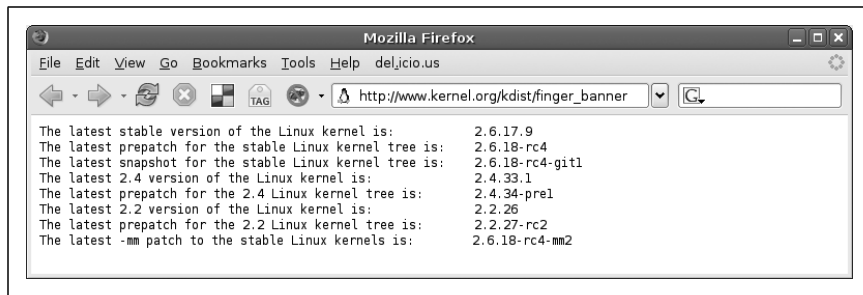 Mozilla Firefox
File Edit View Go Bookmarks Tools Help del.icio.us
TAG http://www.kernel.org/kdist/finger_banner G
The latest stable version of the Linux kernel is: 2.6.17.9
The latest prepatch for the stable Linux kernel tree is: 2.6.18-rc4
The latest snapshot for the stable Linux kernel tree is: 2.6.18-rc4-git1
The latest 2.4 version of the Linux kernel is: 2.4.33.1
The latest prepatch for the 2.4 Linux kernel tree is: 2.4.34-pre1
The latest 2.2 version of the Linux kernel is: 2.2.26
The latest prepatch for the 2.2 Linux kernel tree is: 2.2.27-rc2
The latest -mm patch to the stable Linux kernels is: 2.6.18-rc4-mm2